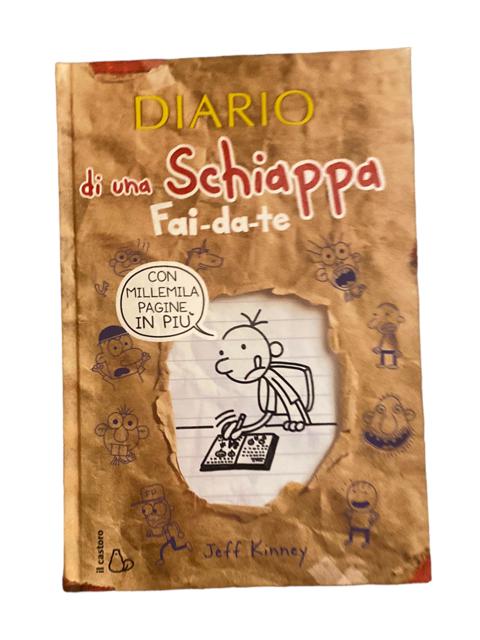 DIARIO
di una Schiappa
Fai-da-te
CON
MILLEMILA
PAGINE
IN PIÙ
Jeff Kinney
il castoro